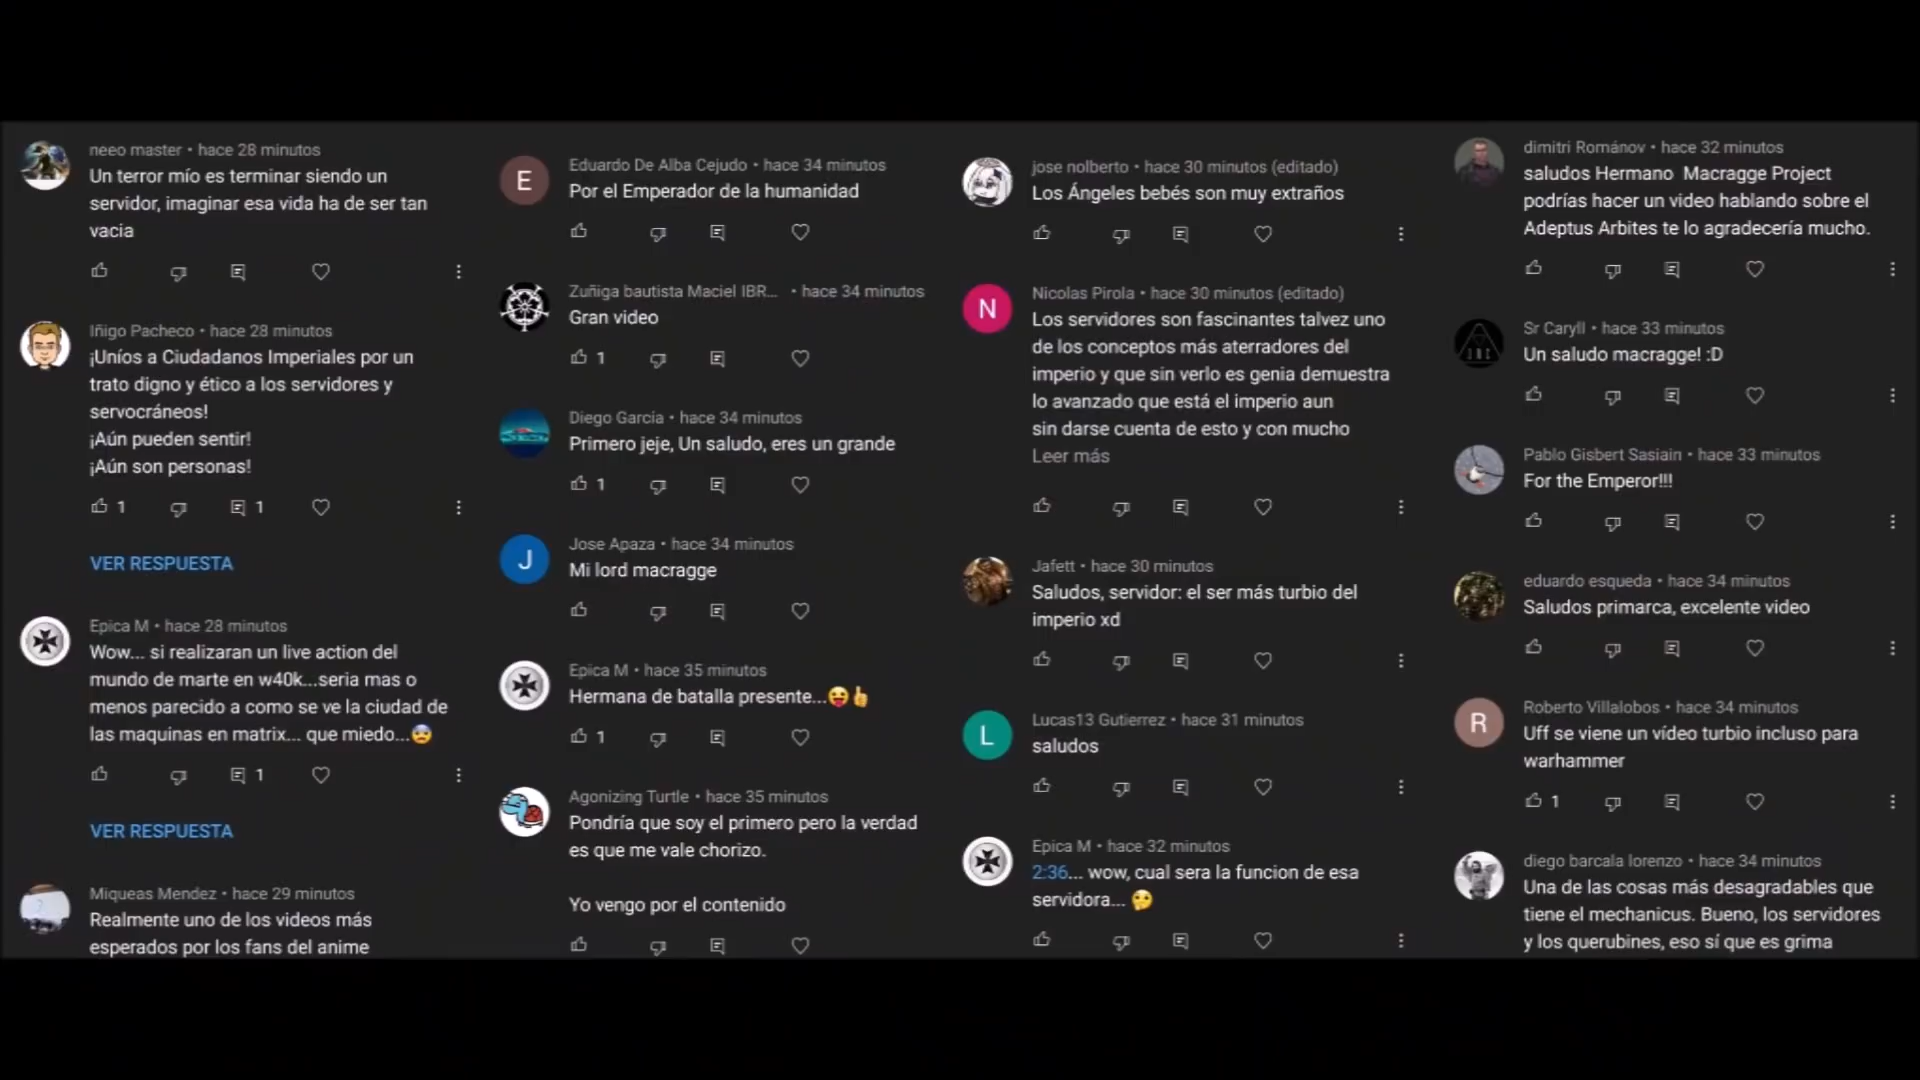 neeo master • hace 28 minutos
Un terror mío es terminar siendo un
servidor, imaginar esa vida ha de ser tan
vacia
Iñigo Pacheco • hace 28 minutos
¡Uníos a Ciudadanos Imperiales por un
trato digno y ético a los servidores y
servocráneos!
¡Aún pueden sentir!
¡Aún son personas!
1 1
VER RESPUESTA
Epica M • hace 28 minutos
Wow... si realizaran un live action del
mundo de marte en w40k...seria mas o
menos parecido a como se ve la ciudad de
las maquinas en matrix... que miedo...😨
1
VER RESPUESTA
Miqueas Mendez • hace 29 minutos
Realmente uno de los videos más
esperados por los fans del anime
E
Eduardo De Alba Cejudo • hace 34 minutos
Por el Emperador de la humanidad
Zuñiga bautista Maciel IBR... • hace 34 minutos
Gran video
1
Diego García • hace 34 minutos
Primero jeje, Un saludo, eres un grande
1
J
Jose Apaza • hace 34 minutos
Mi lord macragge
Epica M • hace 35 minutos
Hermana de batalla presente...😜👍
1
Agonizing Turtle • hace 35 minutos
Pondría que soy el primero pero la verdad
es que me vale chorizo.
Yo vengo por el contenido
jose nolberto • hace 30 minutos (editado)
Los Ángeles bebés son muy extraños
N
Nicolas Pirola • hace 30 minutos (editado)
Los servidores son fascinantes talvez uno
de los conceptos más aterradores del
imperio y que sin verlo es genia demuestra
lo avanzado que está el imperio aun
sin darse cuenta de esto y con mucho
Leer más
Jafett • hace 30 minutos
Saludos, servidor: el ser más turbio del
imperio xd
L
Lucas13 Gutierrez • hace 31 minutos
saludos
Epica M • hace 32 minutos
2:36... wow, cual sera la funcion de esa
servidora... 🤔
dimitri Románov • hace 32 minutos
saludos Hermano Macragge Project
podrías hacer un video hablando sobre el
Adeptus Arbites te lo agradecería mucho.
Sr Caryll • hace 33 minutos
Un saludo macragge! :D
Pablo Gisbert Sasiain • hace 33 minutos
For the Emperor!!!
eduardo esqueda • hace 34 minutos
Saludos primarca, excelente video
R
Roberto Villalobos • hace 34 minutos
Uff se viene un vídeo turbio incluso para
warhammer
1
diego barcala lorenzo • hace 34 minutos
Una de las cosas más desagradables que
tiene el mechanicus. Bueno, los servidores
y los querubines, eso sí que es grima